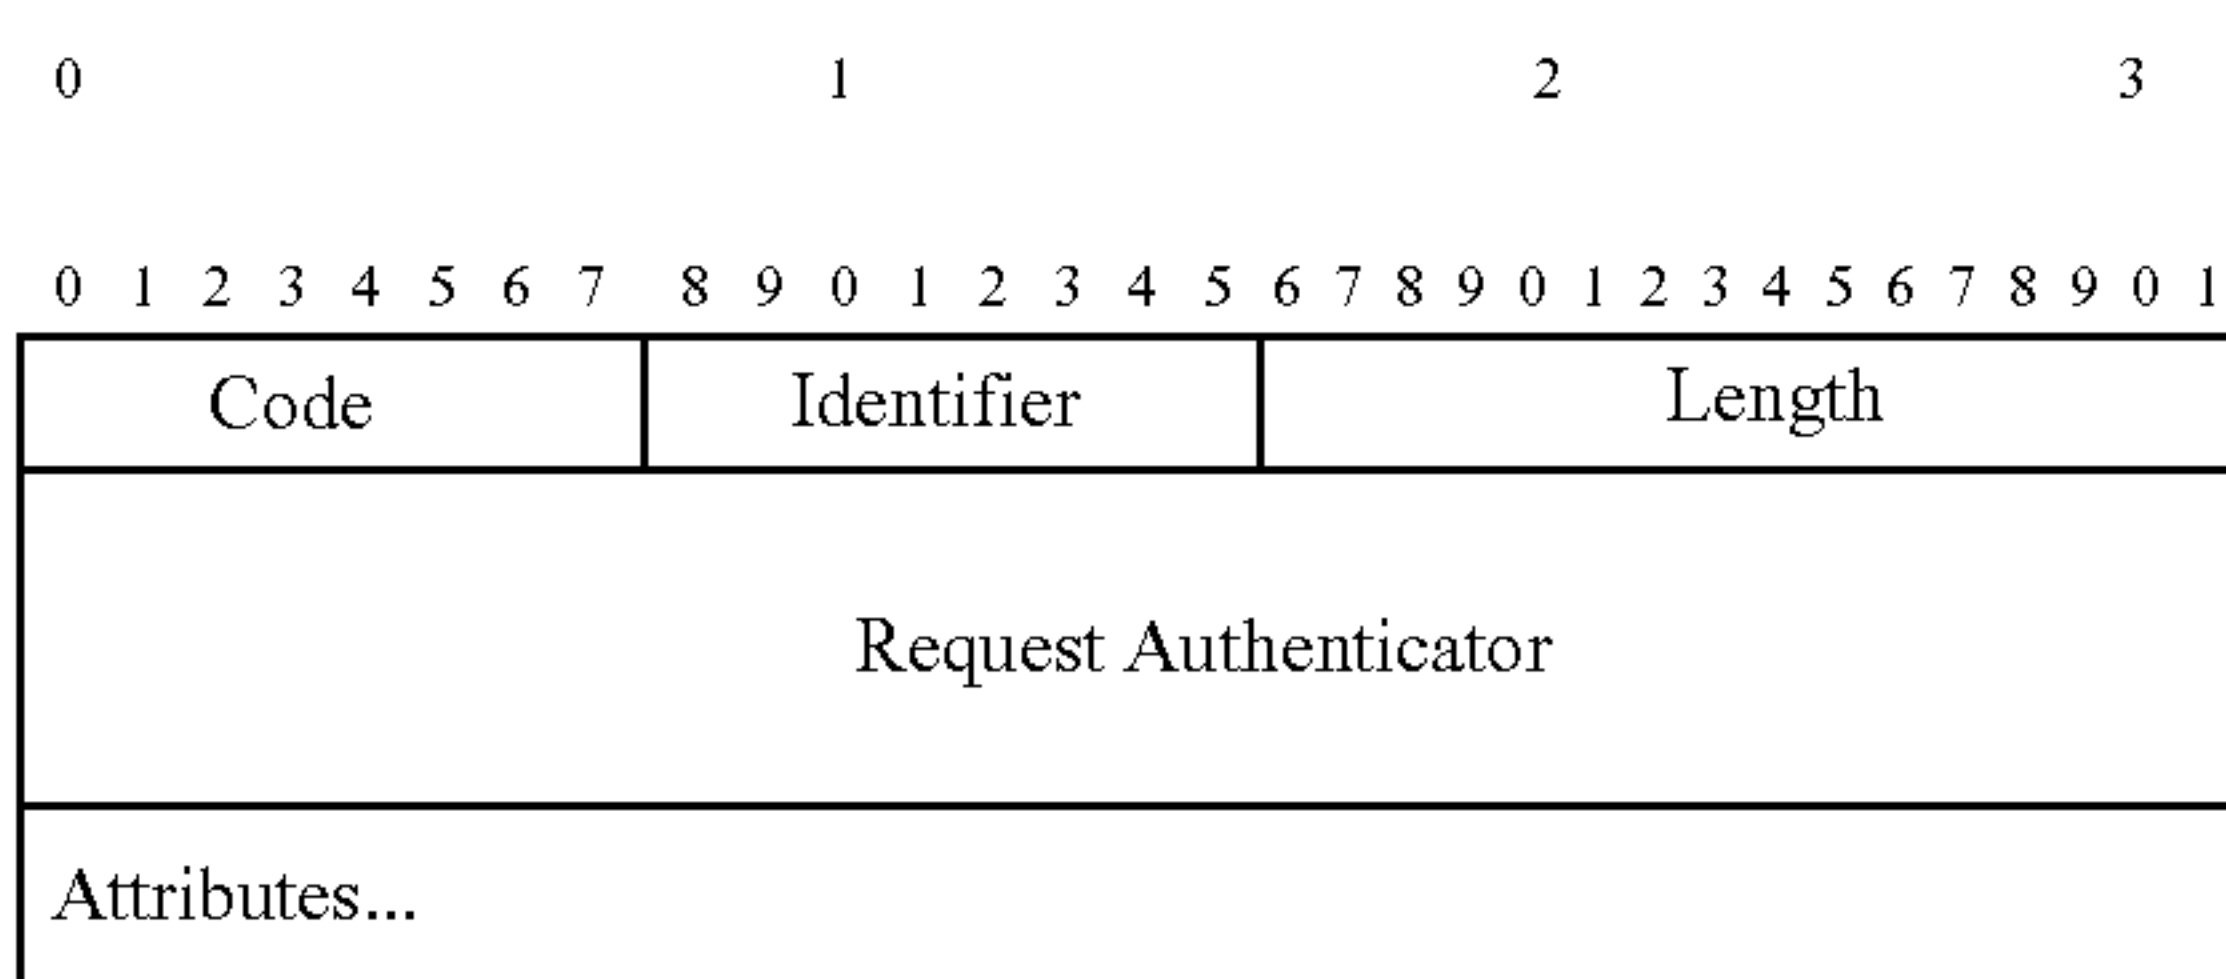 0 1 2 3
0 1 2 3 4 5 6 7 8 9 0 1 2 3 4 5 6 7 8 9 0 1 2 3 4 5 6 7 8 9 0 1
Code Identifier Length
Request Authenticator
Attributes...